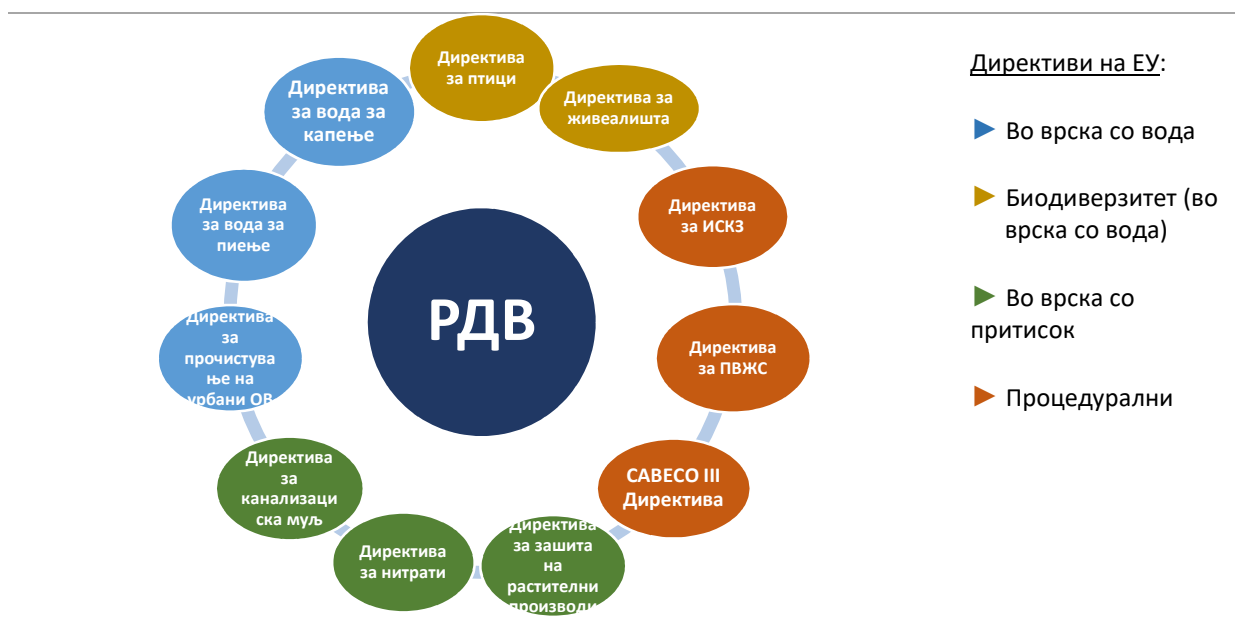 Директива
за птици
Директива за
живеалишта
Директива
за ИСКЗ
Директива
за ПВЖС
САВЕСО III
Директива
Директива
за зашита
на
растителни
производи
Директива
за нитрати
Директива
за
канализаци
ска муљ
Директива
за
прочистува
ње на
урбани ОВ
Директива
за вода за
пиење
Директива
за вода за
капење
РДВ
Директиви на ЕУ:
Во врска со вода
Биодиверзитет (во
врска со вода)
Во врска со
притисок
Процедурални